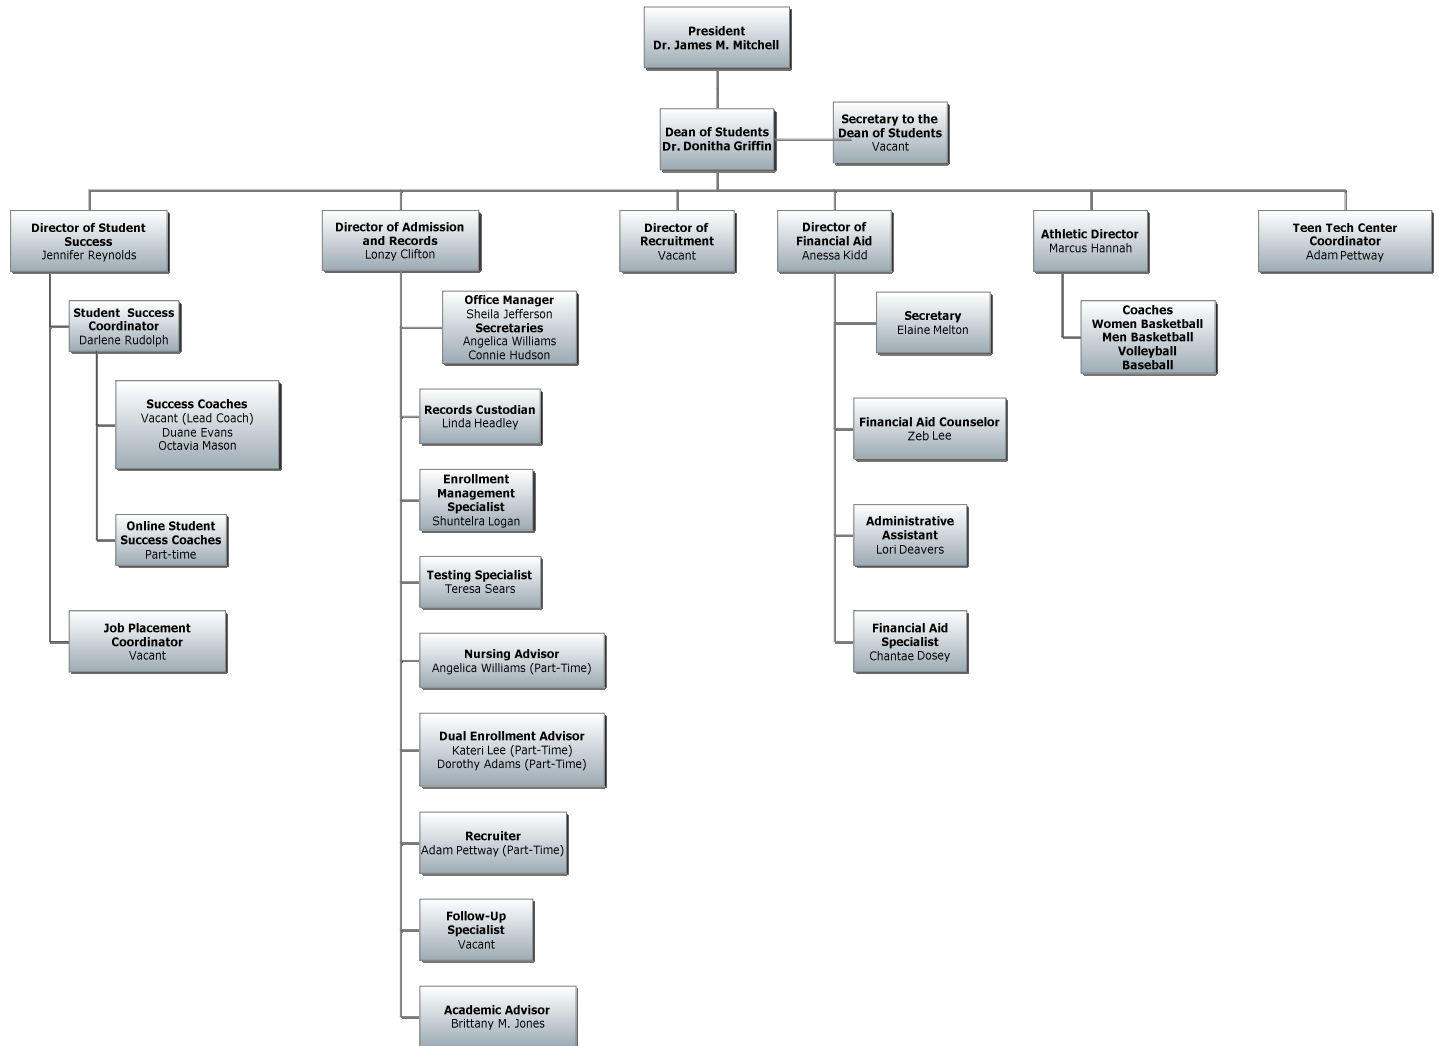 President
Dr. James M. Mitchell
Dean of Students
Dr. Donitha Griffin
Secretary to the
Dean of Students
Vacant
Director of Student
Success
Jennifer Reynolds
Director of Admission
and Records
Lonzy Clifton
Director of
Recruitment
Vacant
Director of
Financial Aid
Anessa Kidd
Athletic Director
Marcus Hannah
Teen Tech Center
Coordinator
Adam Pettway
Student  Success
Coordinator
Darlene Rudolph
Success Coaches
Vacant (Lead Coach)
Duane Evans
Octavia Mason
Online Student
Success Coaches
Part-time
Job Placement
Coordinator
Vacant
Office Manager
Sheila Jefferson
Secretaries
Angelica Williams
Connie Hudson
Records Custodian
Linda Headley
Enrollment
Management
Specialist
Shuntelra Logan
Testing Specialist
Teresa Sears
Nursing Advisor
Angelica Williams (Part-Time)
Dual Enrollment Advisor
Kateri Lee (Part-Time)
Dorothy Adams (Part-Time)
Recruiter
Adam Pettway (Part-Time)
Follow-Up
Specialist
Vacant
Academic Advisor
Brittany M. Jones
Secretary
Elaine Melton
Financial Aid Counselor
Zeb Lee
Administrative
Assistant
Lori Deavers
Financial Aid
Specialist
Chantae Dosey
Coaches
Women Basketball
Men Basketball
Volleyball
Baseball